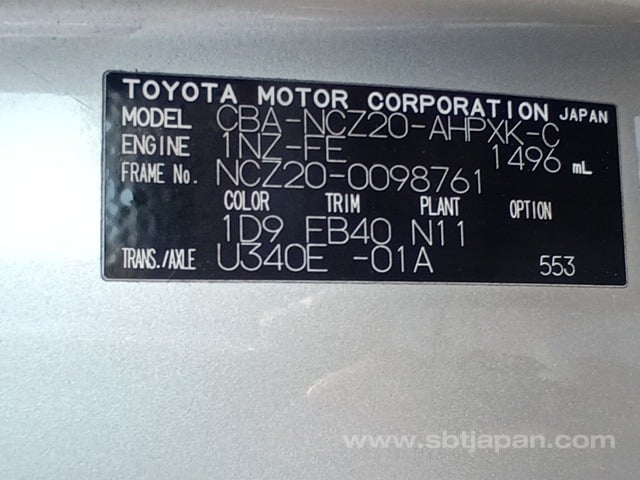 TOYOTA MOTOR CORPORATION JAPAN
MODEL CBA-NCZ20-AHPXK-C
ENGINE 1NZ-FE 1496 mL
FRAME No. NCZ20-0098761
COLOR TRIM PLANT OPTION
1D9 FB40 N11
TRANS./AXLE U340E -01A 553
www.sbtjapan.com